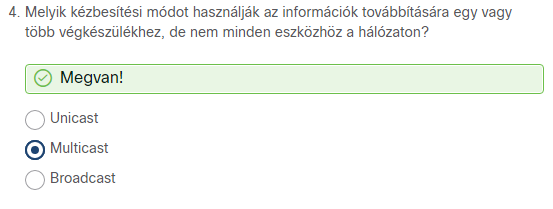 4. Melyik kézbesítési módot használják az információk továbbítására egy vagy
több végkészülékhez, de nem minden eszközhöz a hálózaton?
Megvan!
Unicast
Multicast
Broadcast